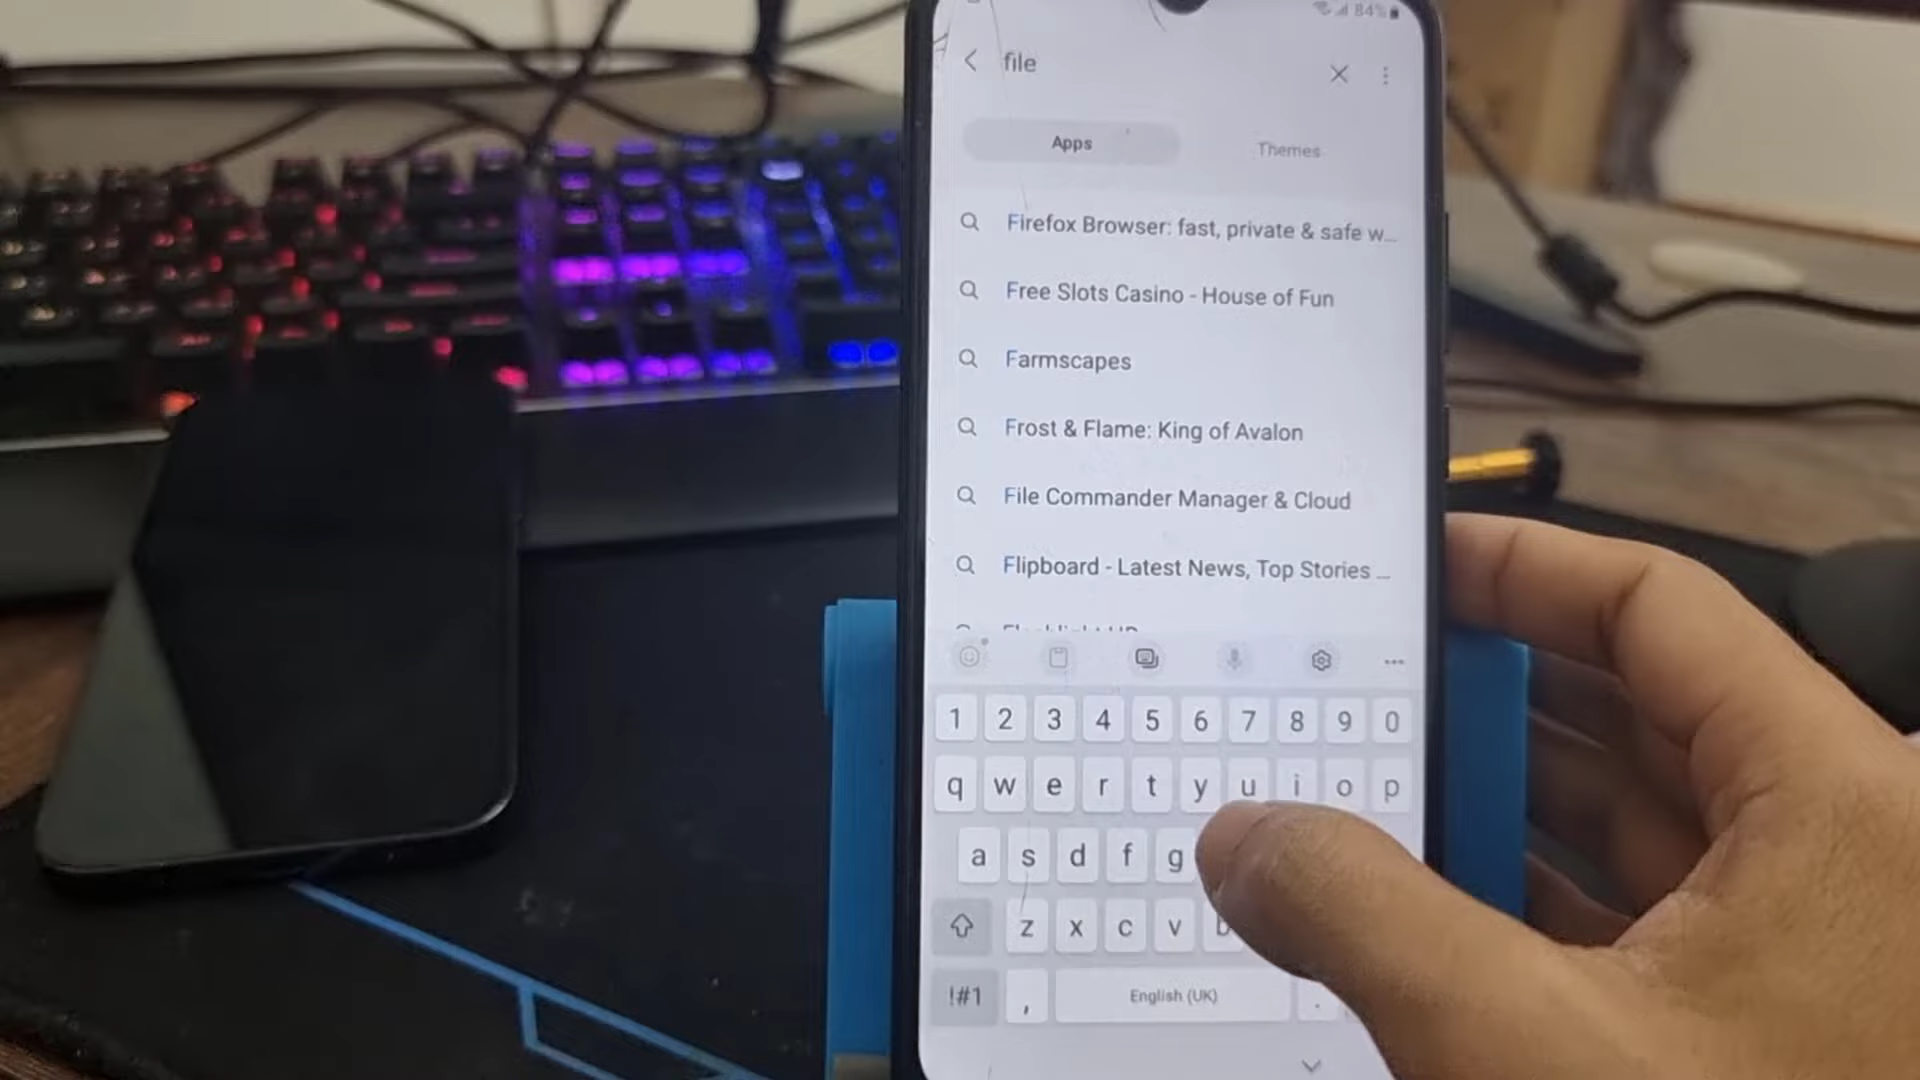 84%
file
Apps
Themes
Firefox Browser: fast, private & safe w...
Free Slots Casino - House of Fun
Farmscapes
Frost & Flame: King of Avalon
File Commander Manager & Cloud
Flipboard - Latest News, Top Stories ...
1 2 3 4 5 6 7 8 9 0
q w e r t y u i o p
a s d f g
z x c v b
!#1 , English (UK) .